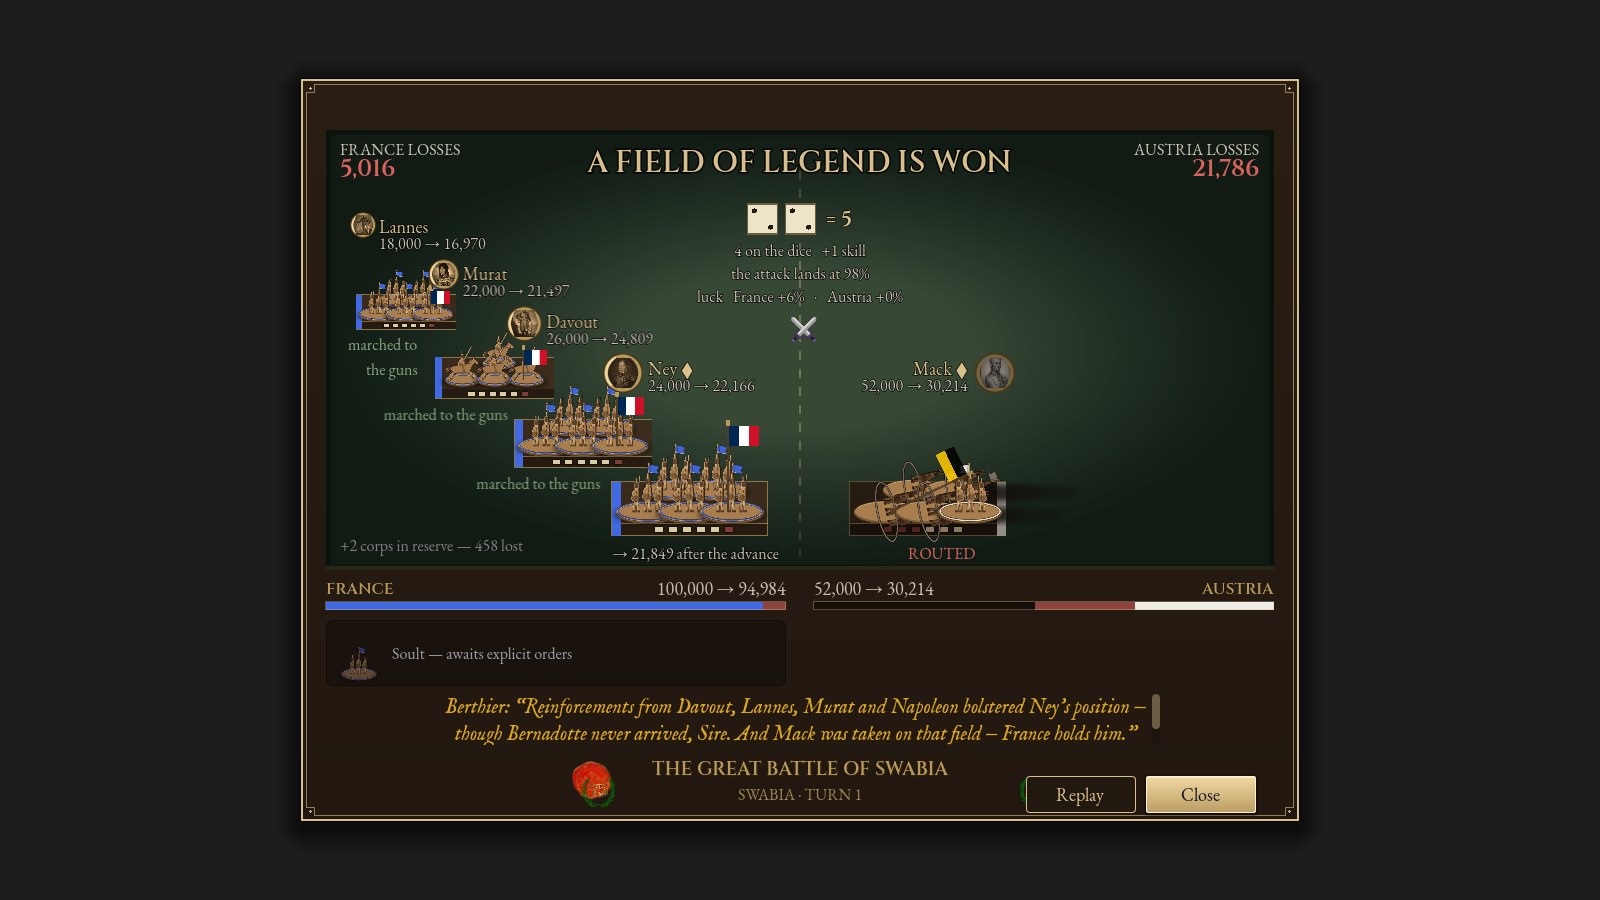 FRANCE LOSSES
5,016
A FIELD OF LEGEND IS WON
AUSTRIA LOSSES
21,786
= 5
4 on the dice +1 skill
the attack lands at 98%
luck France +6% · Austria +0%
Lannes
18,000 → 16,970
Murat
22,000 → 21,497
marched to
the guns
Davout
26,000 → 24,809
marched to the guns
Ney
24,000 → 22,166
marched to the guns
Mack
52,000 → 30,214
+2 corps in reserve — 458 lost
→ 21,849 after the advance
ROUTED
FRANCE
100,000 → 94,984
52,000 → 30,214
AUSTRIA
Soult — awaits explicit orders
Berthier: “Reinforcements from Davout, Lannes, Murat and Napoleon bolstered Ney’s position —
though Bernadotte never arrived, Sire. And Mack was taken on that field — France holds him.”
THE GREAT BATTLE OF SWABIA
SWABIA · TURN 1
Replay
Close